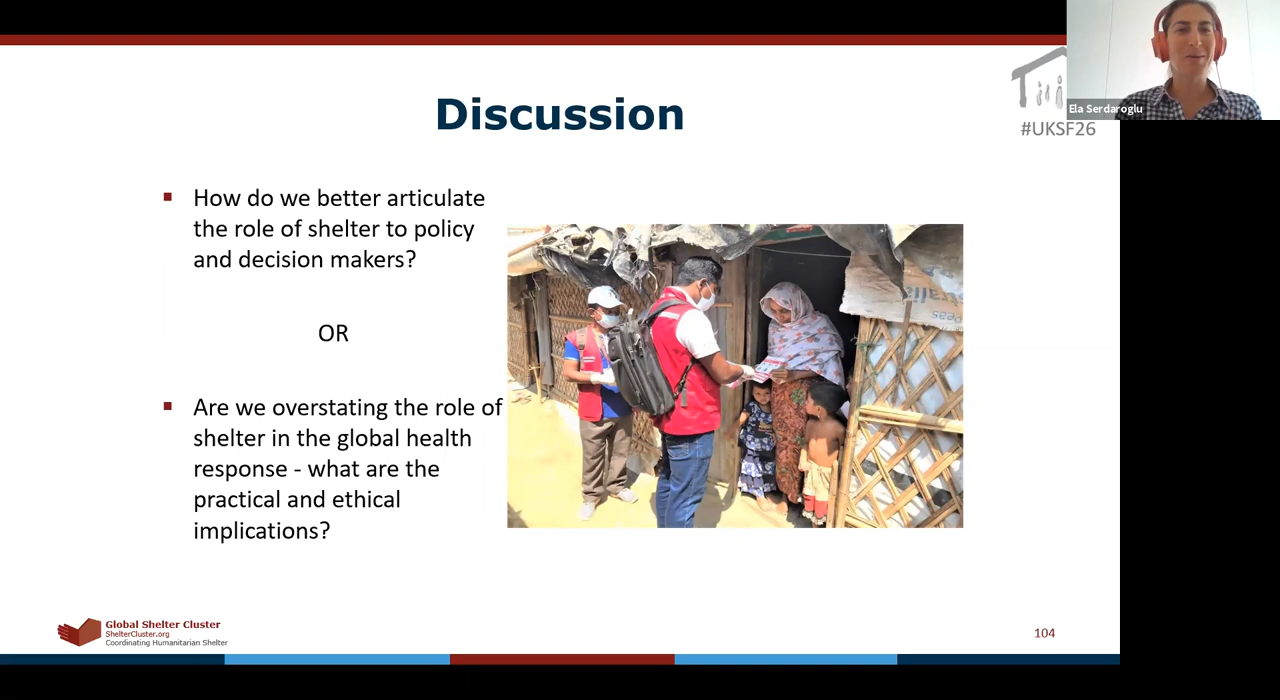 Discussion
Ela Serdaroglu
#UKSF26
▪ How do we better articulate
the role of shelter to policy
and decision makers?
OR
▪ Are we overstating the role of
shelter in the global health
response - what are the
practical and ethical
implications?
Global Shelter Cluster
ShelterCluster.org
Coordinating Humanitarian Shelter
104